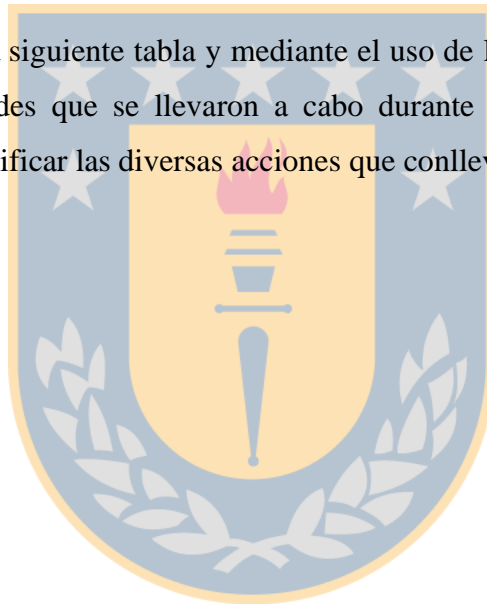 siguiente tabla y mediante el uso de
des que se llevaron a cabo durante
ificar las diversas acciones que conllev